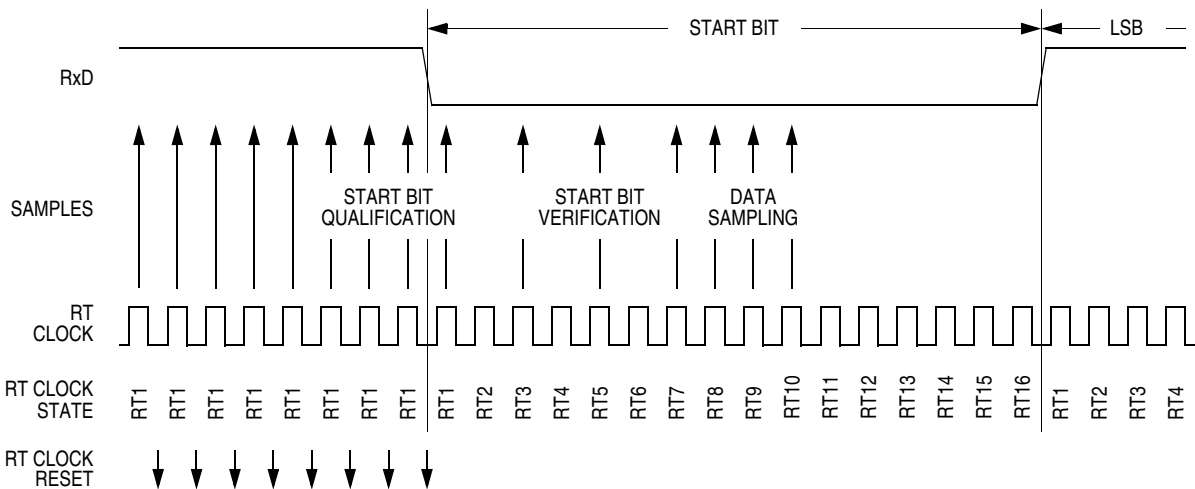 START BIT
LSB
RxD
SAMPLES
START BIT
QUALIFICATION
START BIT
VERIFICATION
DATA
SAMPLING
RT
CLOCK
RT CLOCK
STATE
RT1 RT1 RT1 RT1 RT1 RT1 RT1 RT1 RT1 RT2 RT3 RT4 RT5 RT6 RT7 RT8 RT9 RT10 RT11 RT12 RT13 RT14 RT15 RT16 RT1 RT2 RT3 RT4
RT CLOCK
RESET